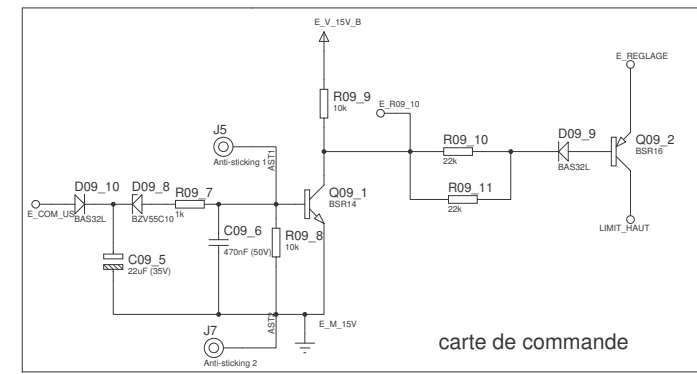 E_V_15V_B
E_REGLAGE
R09_9
10k
E_R09_10
J5
Anti-sticking 1
AST1
R09_10
22k
D09_9
BAS32L
Q09_2
BSR16
D09_10
BAS32L
D09_8
BZV55C10
R09_7
1k
Q09_1
BSR14
R09_11
22k
E_COM_US
C09_6
470nF (50V)
R09_8
10k
LIMIT_HAUT
C09_5
22uF (35V)
AST2
E_M_15V
J7
Anti-sticking 2
carte de commande